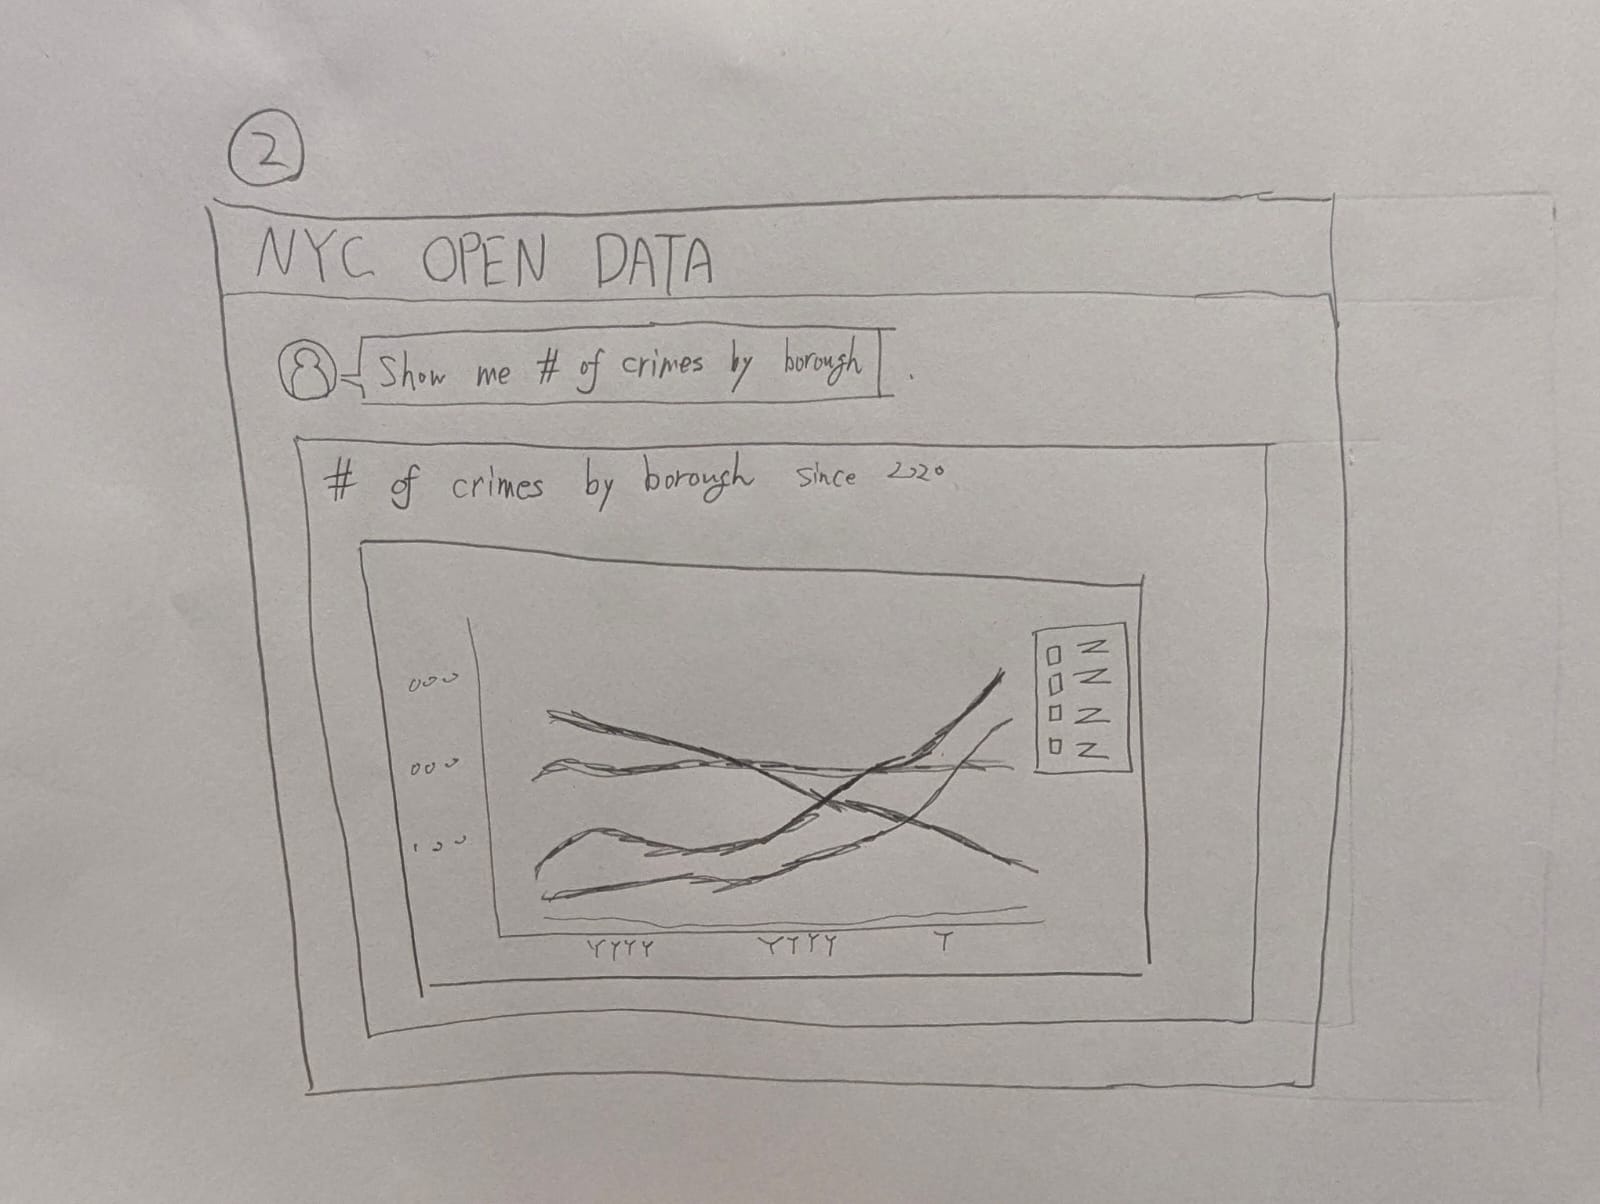 2
NYC OPEN DATA
Show me # of crimes by borough
# of crimes by borough since 2020
000
000
YYYY YYYY Y